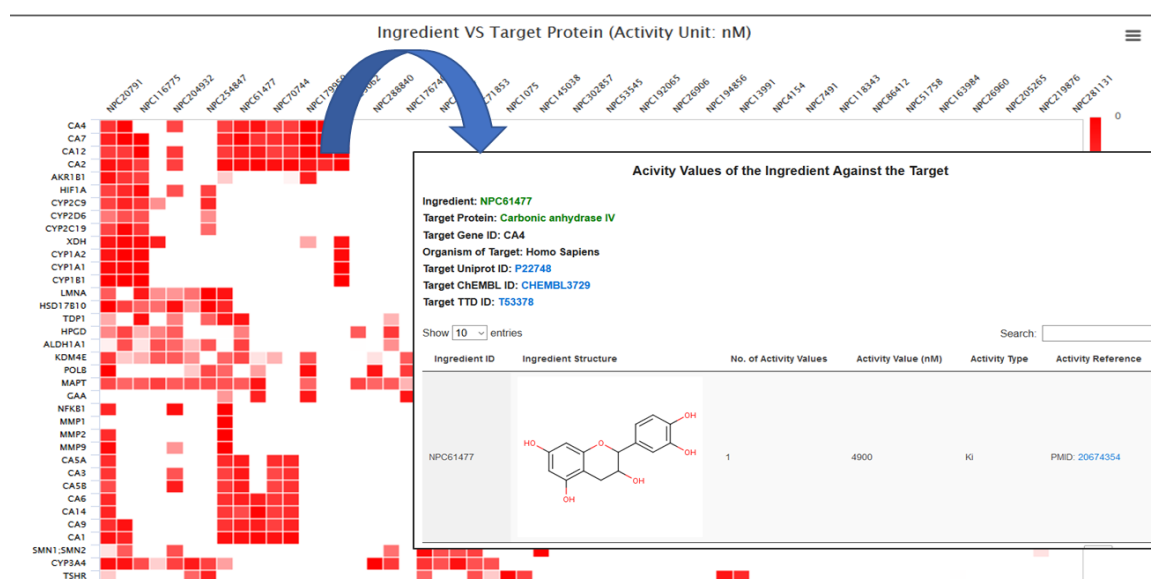 Ingredient VS Target Protein (Activity Unit: nM)
NPC20791
NPC116775
NPC204932
NPC254847
NPC61477
NPC70744
NPC288840
NPC1075
NPC145038
NPC302857
NPC53545
NPC192065
NPC26906
NPC194856
NPC13991
NPC4154
NPC7491
NPC118343
NPC86412
NPC51758
NPC163984
NPC26960
NPC205265
NPC219876
NPC281131
0
CA4
CA7
CA12
CA2
AKR1B1
HIF1A
CYP2C9
CYP2D6
CYP2C19
XDH
CYP1A2
CYP1A1
CYP1B1
LMNA
HSD17B10
TDP1
HPGD
ALDH1A1
KDM4E
POLB
MAPT
GAA
NFKB1
MMP1
MMP2
MMP9
CA5A
CA3
CA5B
CA6
CA14
CA9
CA1
SMN1;SMN2
CYP3A4
TSHR
Acivity Values of the Ingredient Against the Target
Ingredient: NPC61477
Target Protein: Carbonic anhydrase IV
Target Gene ID: CA4
Organism of Target: Homo Sapiens
Target Uniprot ID: P22748
Target ChEMBL ID: CHEMBL3729
Target TTD ID: T53378
Show 10 entries Search:
Ingredient ID Ingredient Structure No. of Activity Values Activity Value (nM) Activity Type Activity Reference
OH
HO O
OH
NPC61477 1 4900 Ki PMID: 20674354
OH
OH